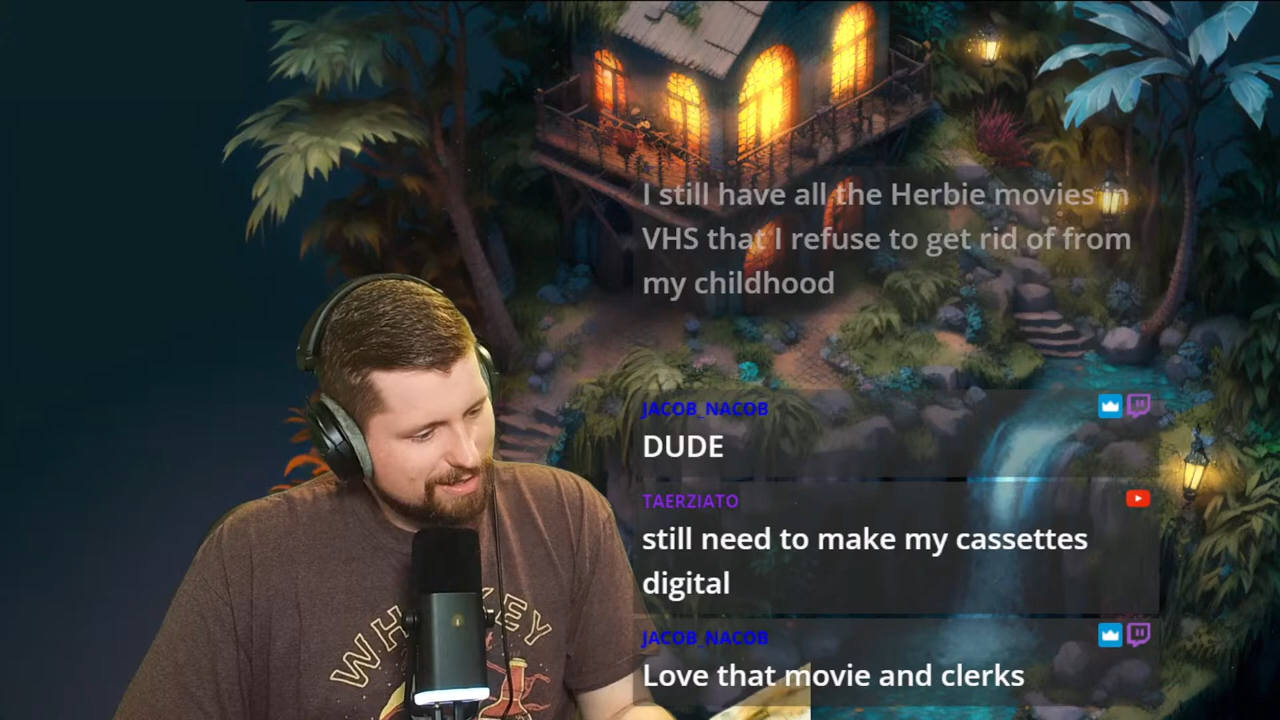 I still have all the Herbie movies in
VHS that I refuse to get rid of from
my childhood
JACOB_NACOB
DUDE
TAERZIATO
still need to make my cassettes
digital
JACOB_NACOB
Love that movie and clerks